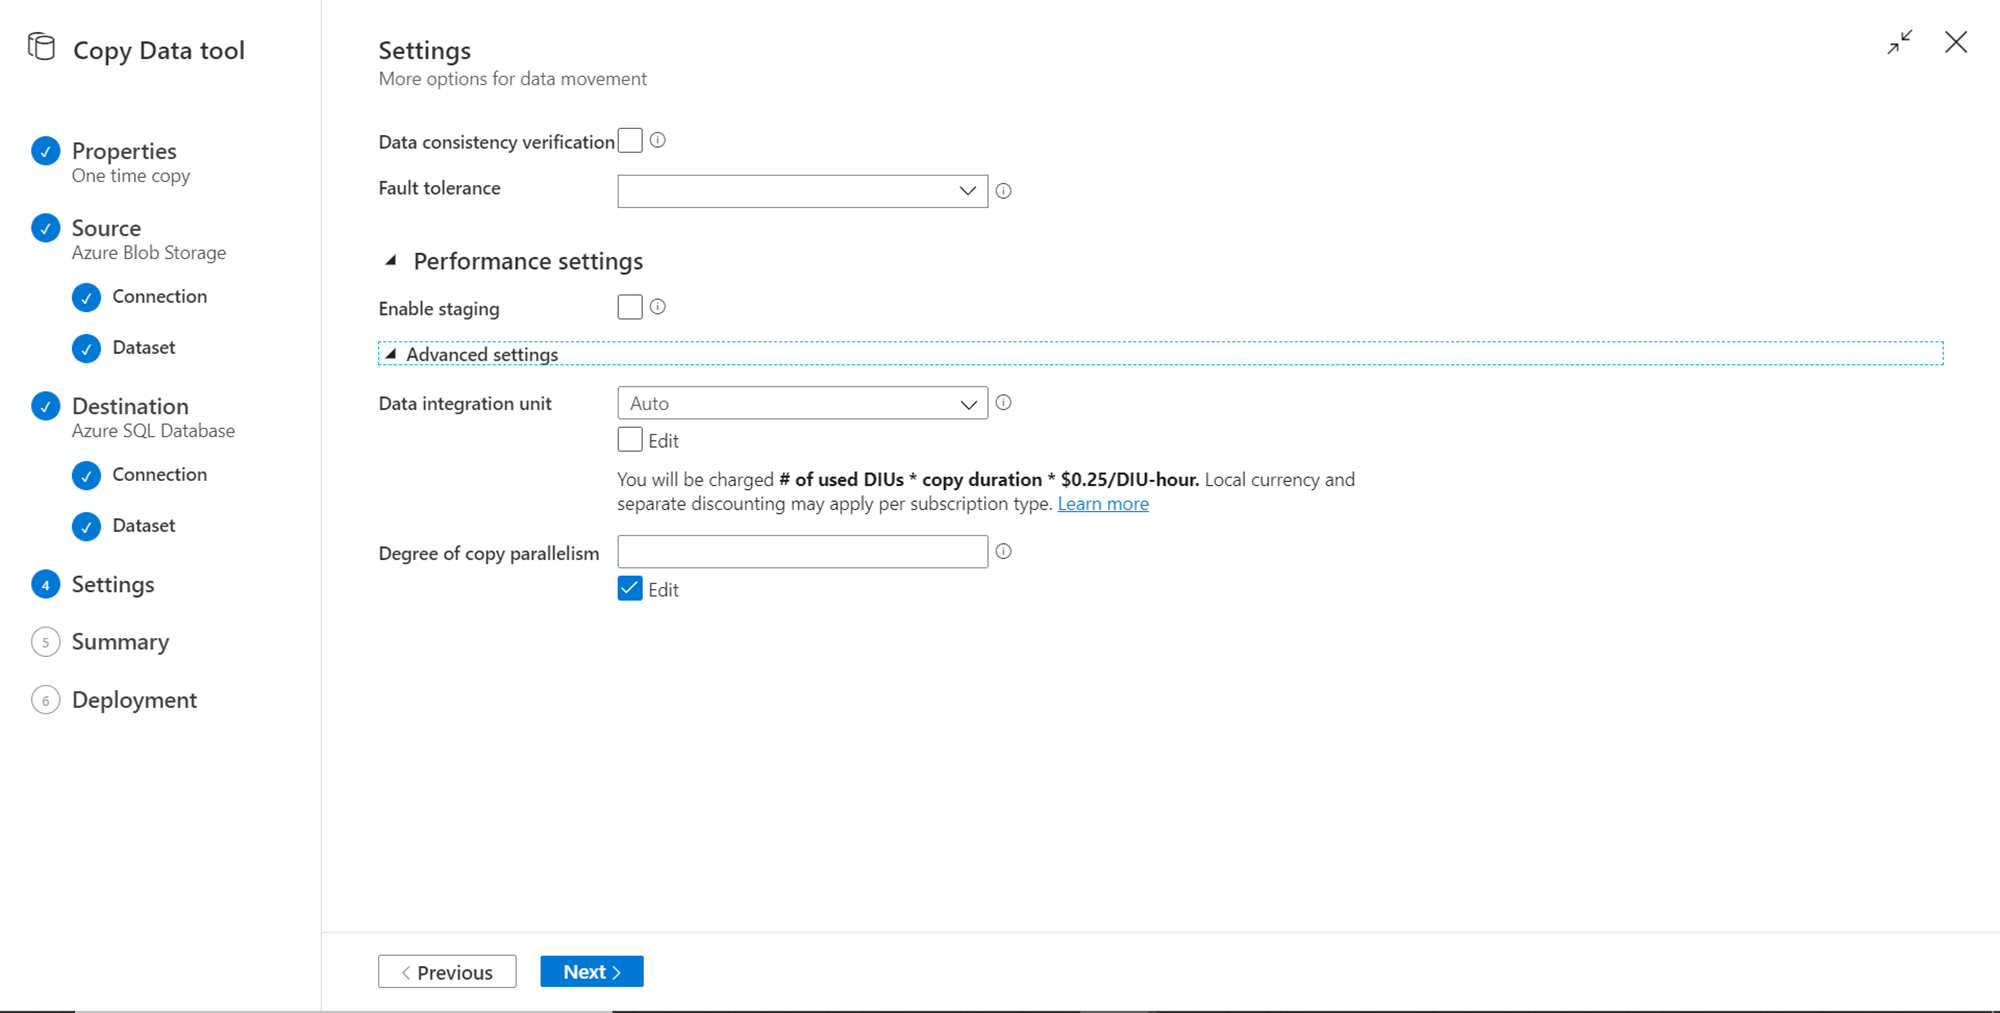 Copy Data tool
Properties
One time copy
Source
Azure Blob Storage
Connection
Dataset
Destination
Azure SQL Database
Connection
Dataset
4 Settings
5 Summary
6 Deployment
Settings
More options for data movement
Data consistency verification
Fault tolerance
Performance settings
Enable staging
Advanced settings
Data integration unit Auto
Edit
You will be charged # of used DIUs * copy duration * $0.25/DIU-hour. Local currency and
separate discounting may apply per subscription type. Learn more
Degree of copy parallelism
Edit
Previous Next